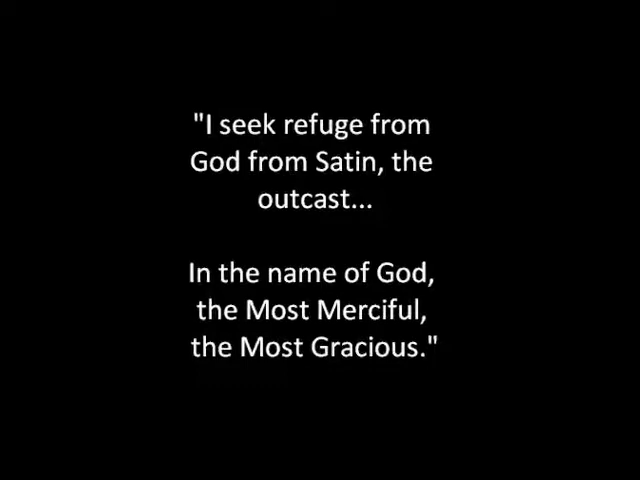 "I seek refuge from
God from Satin, the
outcast...
In the name of God,
the Most Merciful,
the Most Gracious."